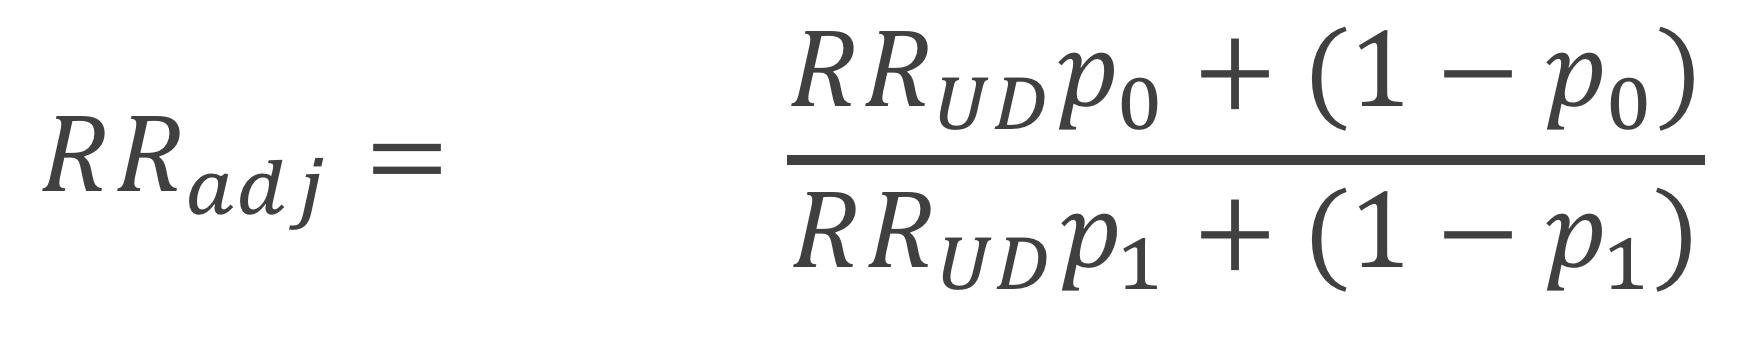 RR_adj = (RR_UD p_0 + (1 − p_0)) / (RR_UD p_1 + (1 − p_1))